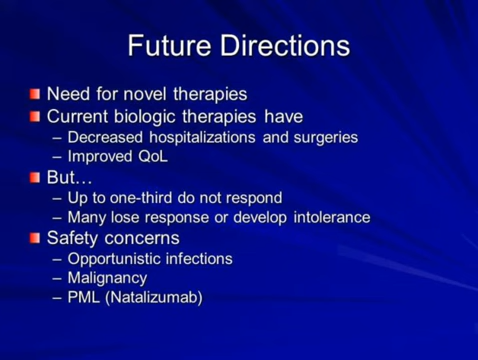 Future Directions
Need for novel therapies
Current biologic therapies have
– Decreased hospitalizations and surgeries
– Improved QoL
But…
– Up to one-third do not respond
– Many lose response or develop intolerance
Safety concerns
– Opportunistic infections
– Malignancy
– PML (Natalizumab)